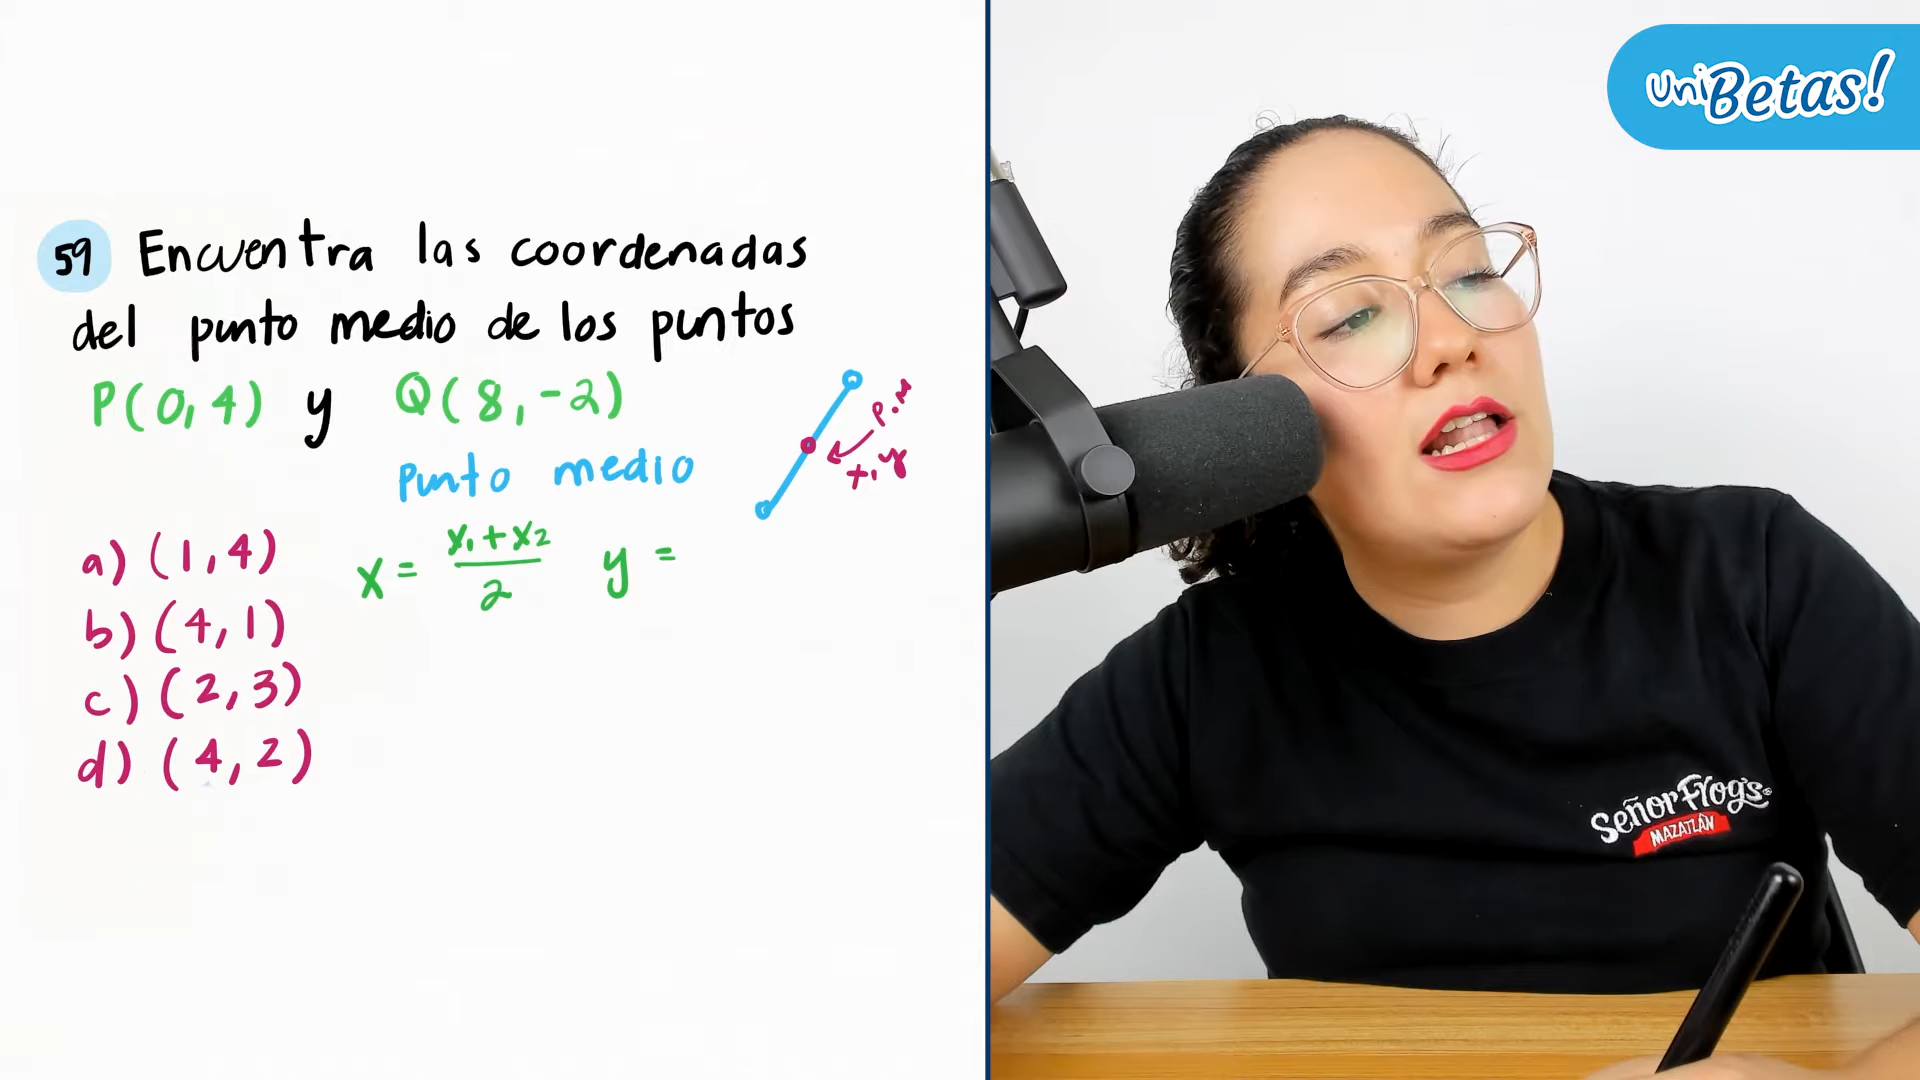 59 Encuentra las coordenadas
del punto medio de los puntos
P(0,4) y Q(8,-2)
Punto medio
P.M
x,y
a) (1,4)
b) (4,1)
c) (2,3)
d) (4,2)
x = x₁+x₂ / 2 y =
UniBetas!
Señor Frog's
MAZATLÁN